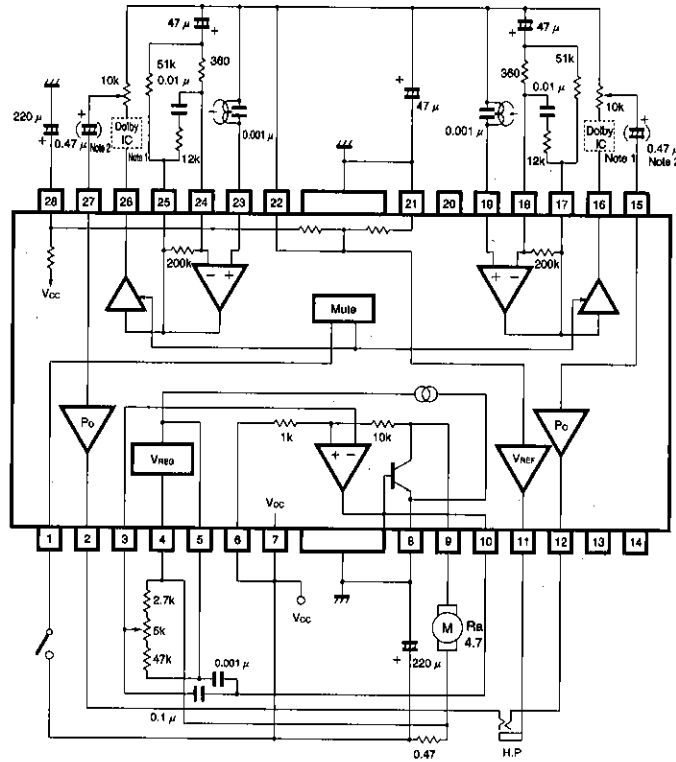 47 μ +
+ 47 μ
51k
0.01 μ
360
360
51k
0.01 μ
10k
+ 47 μ
10k
220 μ
+
0.47 μ
Note 2
Dolby IC
Note 1
12k
0.001 μ
0.001 μ
12k
Dolby IC
Note 1
0.47 μ
Note 2
28 27 26 25 24 23 22 21 20 19 18 17 16 15
200k
− +
+ −
200k
Vcc
Mute
Po
VREG
1k
+ −
10k
VREF
Po
Vcc
1 2 3 4 5 6 7 8 9 10 11 12 13 14
2.7k
5k
47k
0.001 μ
0.1 μ
Vcc
+ 220 μ
M
Ra
4.7
0.47
H.P